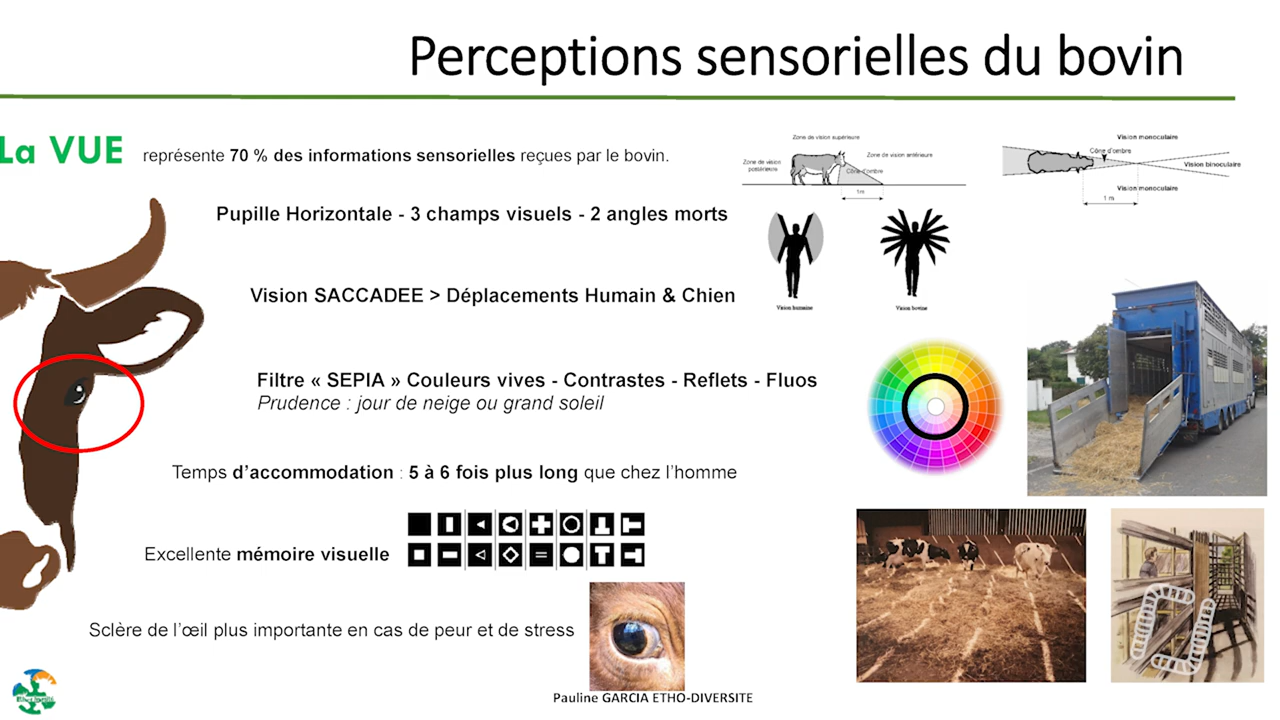 Perceptions sensorielles du bovin
La VUE représente 70 % des informations sensorielles reçues par le bovin.
Zone de vision supérieure
Zone de vision postérieure
Zone de vision antérieure
Cône d'ombre
1m
Vision monoculaire
Cône d'ombre
Vision binoculaire
Vision monoculaire
1 m
Pupille Horizontale - 3 champs visuels - 2 angles morts
Vision humaine
Vision bovine
Vision SACCADEE > Déplacements Humain & Chien
Filtre « SEPIA » Couleurs vives - Contrastes - Reflets - Fluos
Prudence : jour de neige ou grand soleil
Temps d'accommodation : 5 à 6 fois plus long que chez l'homme
Excellente mémoire visuelle
Sclère de l'œil plus importante en cas de peur et de stress
Pauline GARCIA ETHO-DIVERSITE